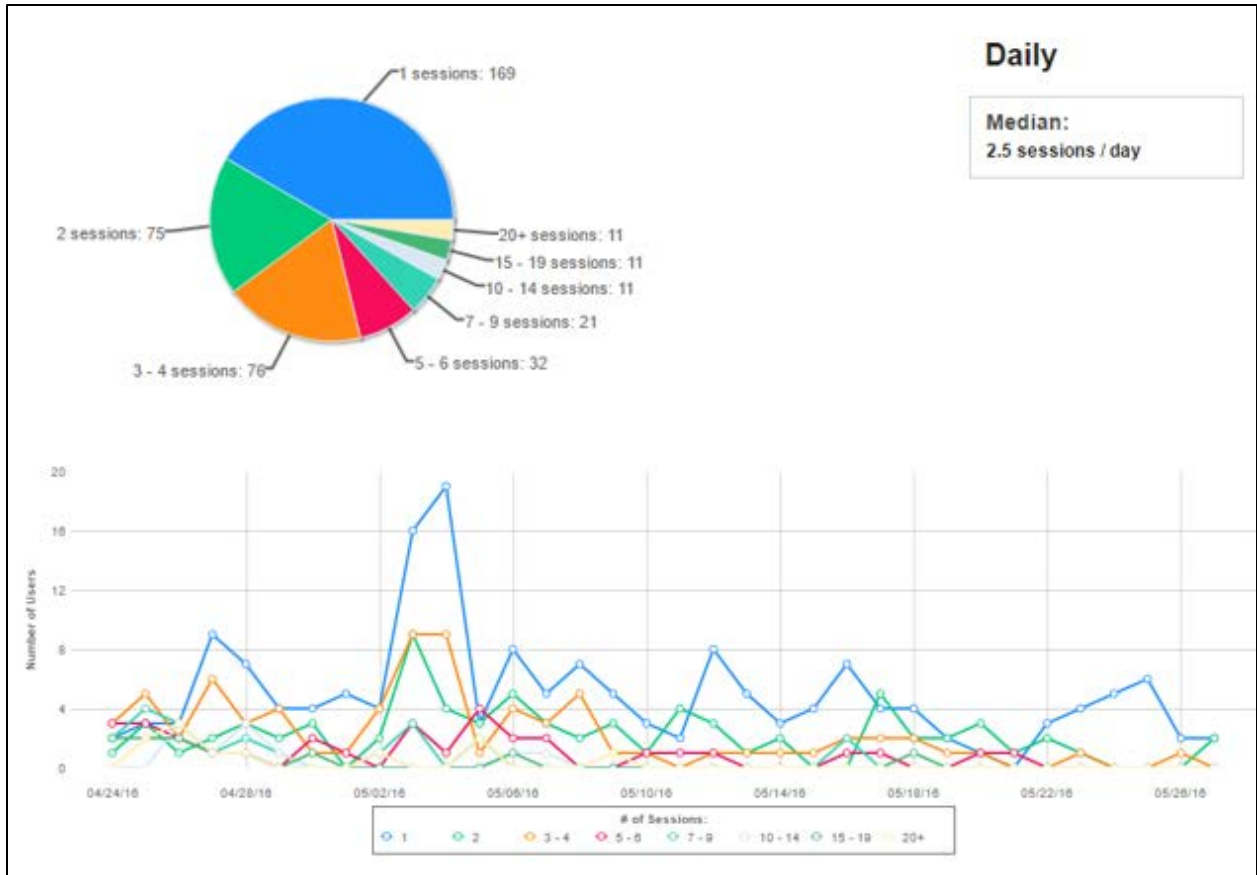 Daily
Median:
2.5 sessions / day
1 sessions: 169
2 sessions: 75
20+ sessions: 11
15 - 19 sessions: 11
10 - 14 sessions: 11
7 - 9 sessions: 21
5 - 6 sessions: 32
3 - 4 sessions: 76
Number of Users
20
16
12
8
4
0
04/24/16 04/28/16 05/02/16 05/06/16 05/10/16 05/14/16 05/18/16 05/22/16 05/26/16
# of Sessions:
1 2 3 - 4 5 - 6 7 - 9 10 - 14 15 - 19 20+